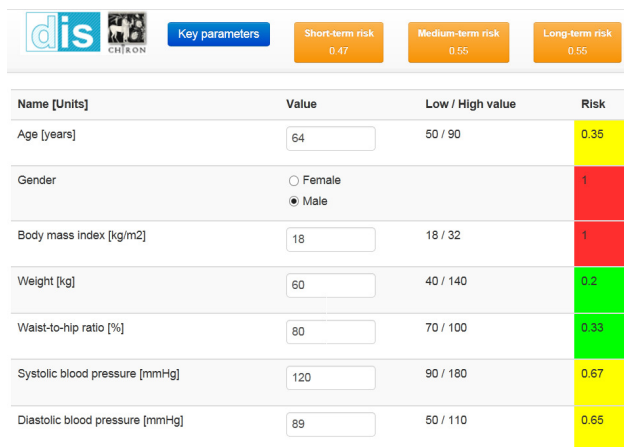 dis
CHIRON
Key parameters
Short-term risk
0.47
Medium-term risk
0.55
Long-term risk
0.55
Name [Units] Value Low / High value Risk
Age [years] 64 50 / 90 0.35
Gender Female 1
Male
Body mass index [kg/m2] 18 18 / 32 1
Weight [kg] 60 40 / 140 0.2
Waist-to-hip ratio [%] 80 70 / 100 0.33
Systolic blood pressure [mmHg] 120 90 / 180 0.67
Diastolic blood pressure [mmHg] 89 50 / 110 0.65